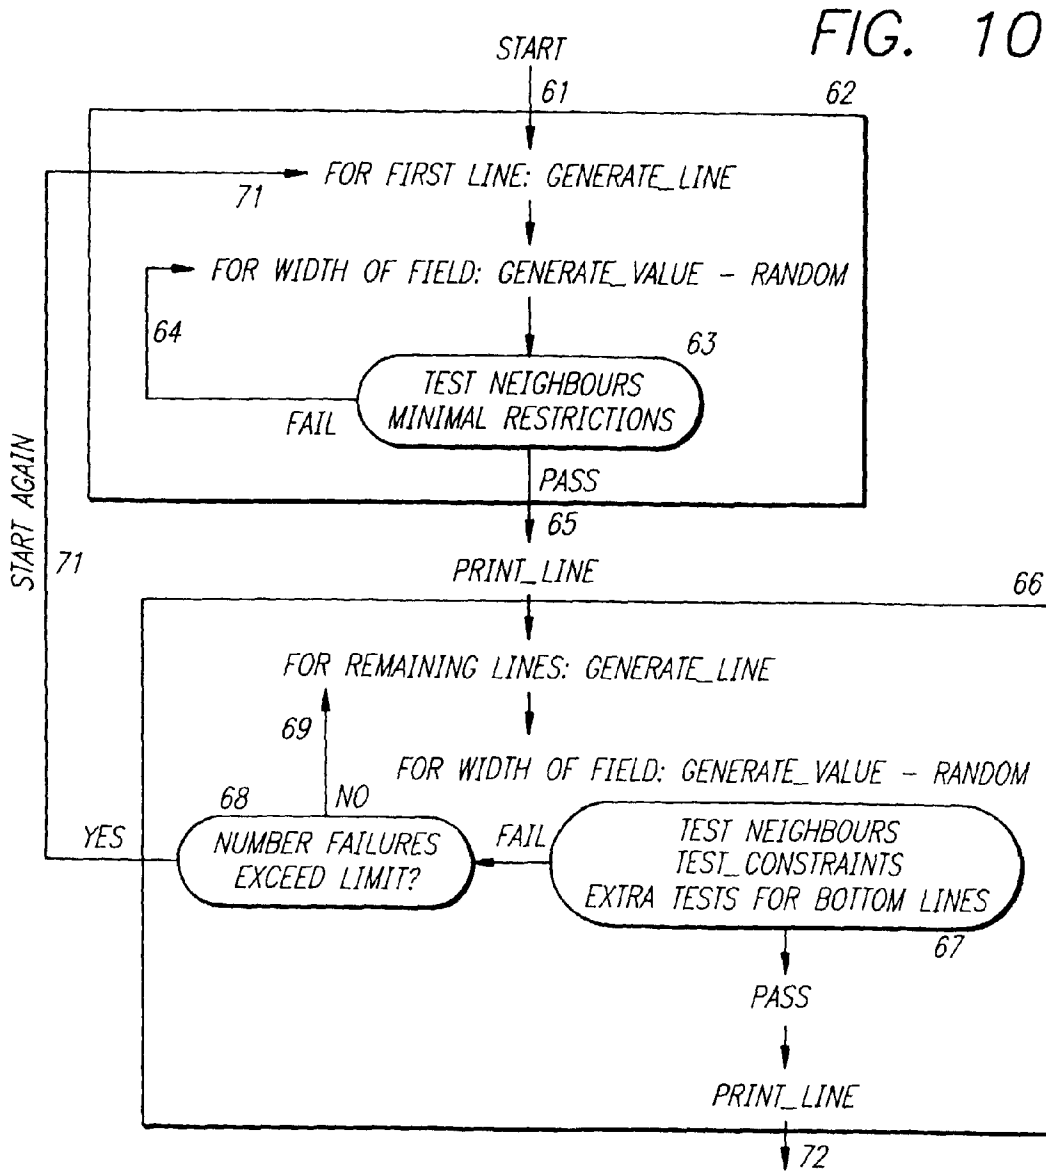 FIG. 10
START
61
62
71
FOR FIRST LINE: GENERATE_LINE
FOR WIDTH OF FIELD: GENERATE_VALUE - RANDOM
64
63
TEST NEIGHBOURS
MINIMAL RESTRICTIONS
FAIL
PASS
65
START AGAIN
71
PRINT_LINE
66
FOR REMAINING LINES: GENERATE_LINE
69
FOR WIDTH OF FIELD: GENERATE_VALUE - RANDOM
68
NO
YES
NUMBER FAILURES
EXCEED LIMIT?
FAIL
TEST NEIGHBOURS
TEST_CONSTRAINTS
EXTRA TESTS FOR BOTTOM LINES
67
PASS
PRINT_LINE
72